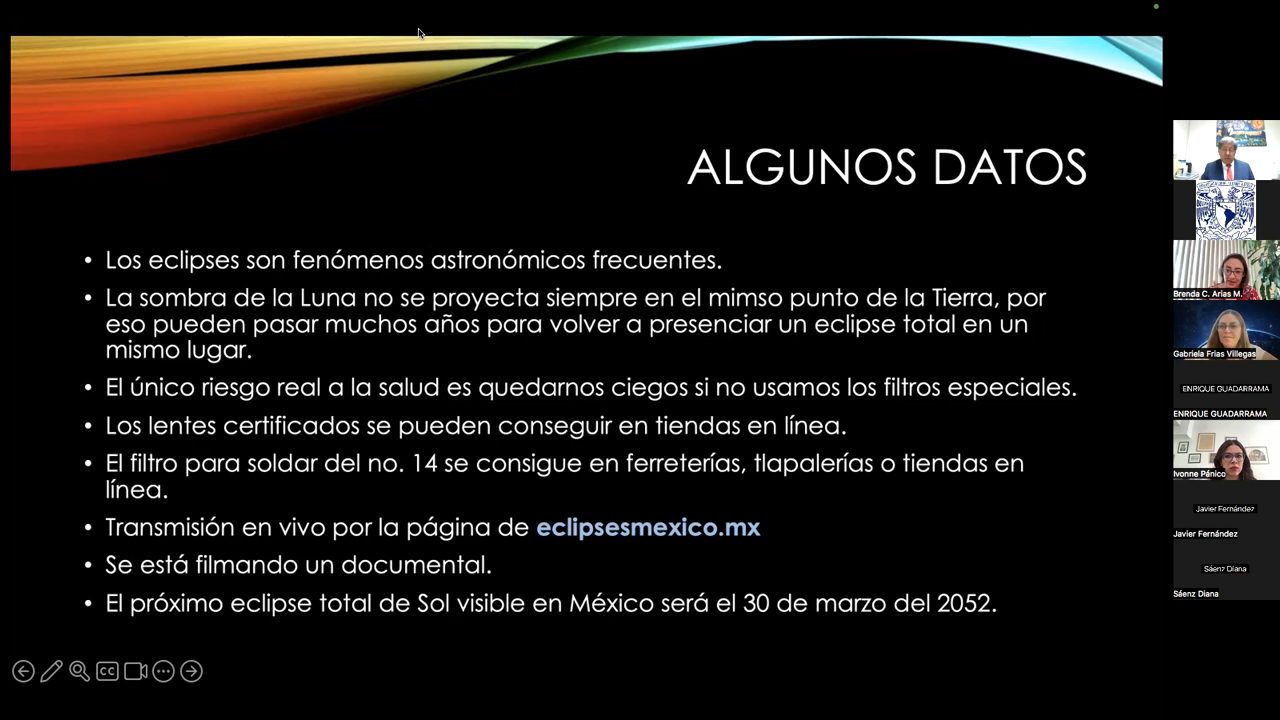 ALGUNOS DATOS
• Los eclipses son fenómenos astronómicos frecuentes.
• La sombra de la Luna no se proyecta siempre en el mimso punto de la Tierra, por
eso pueden pasar muchos años para volver a presenciar un eclipse total en un
mismo lugar.
• El único riesgo real a la salud es quedarnos ciegos si no usamos los filtros especiales.
• Los lentes certificados se pueden conseguir en tiendas en línea.
• El filtro para soldar del no. 14 se consigue en ferreterías, tlapalerías o tiendas en
línea.
• Transmisión en vivo por la página de eclipsesmexico.mx
• Se está filmando un documental.
• El próximo eclipse total de Sol visible en México será el 30 de marzo del 2052.
CC
Brenda C. Arias M.
Gabriela Frías Villegas
ENRIQUE GUADARRAMA
ENRIQUE GUADARRAMA
Ivonne Pánico
Javier Fernández
Javier Fernández
Sáenz Diana
Sáenz Diana